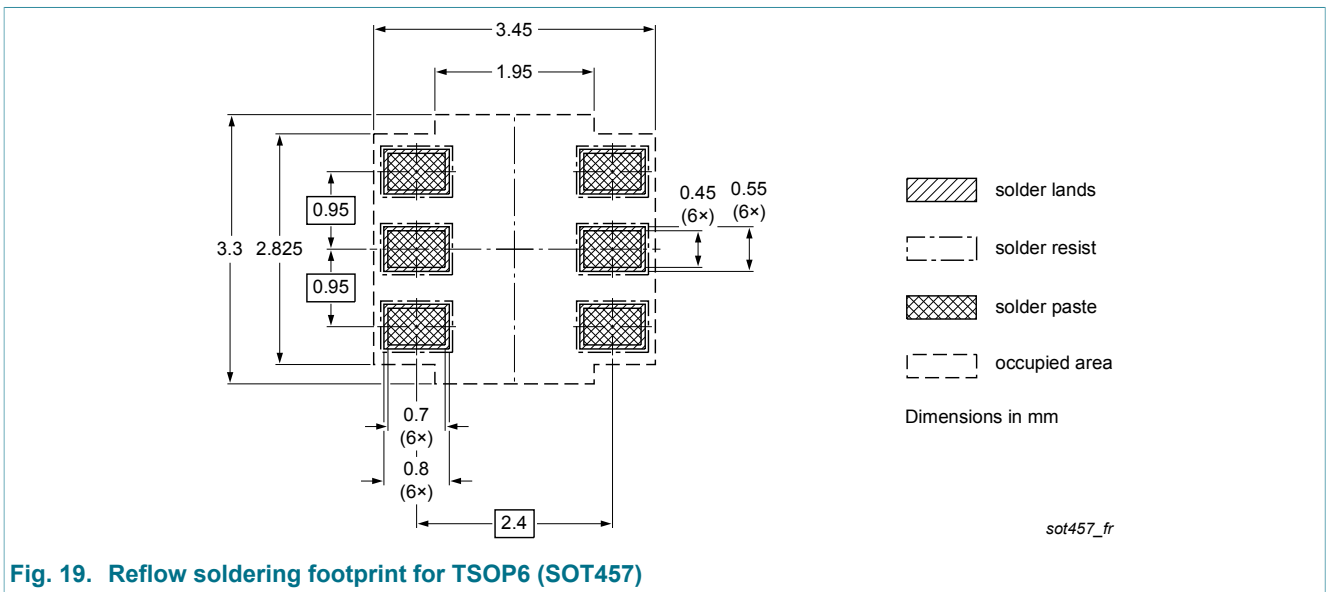 3.45
1.95
0.95
0.45 0.55
(6×) (6×)
3.3 2.825
0.95
0.7
(6×)
0.8
(6×)
2.4
solder lands
solder resist
solder paste
occupied area
Dimensions in mm
sot457_fr
Fig. 19. Reflow soldering footprint for TSOP6 (SOT457)